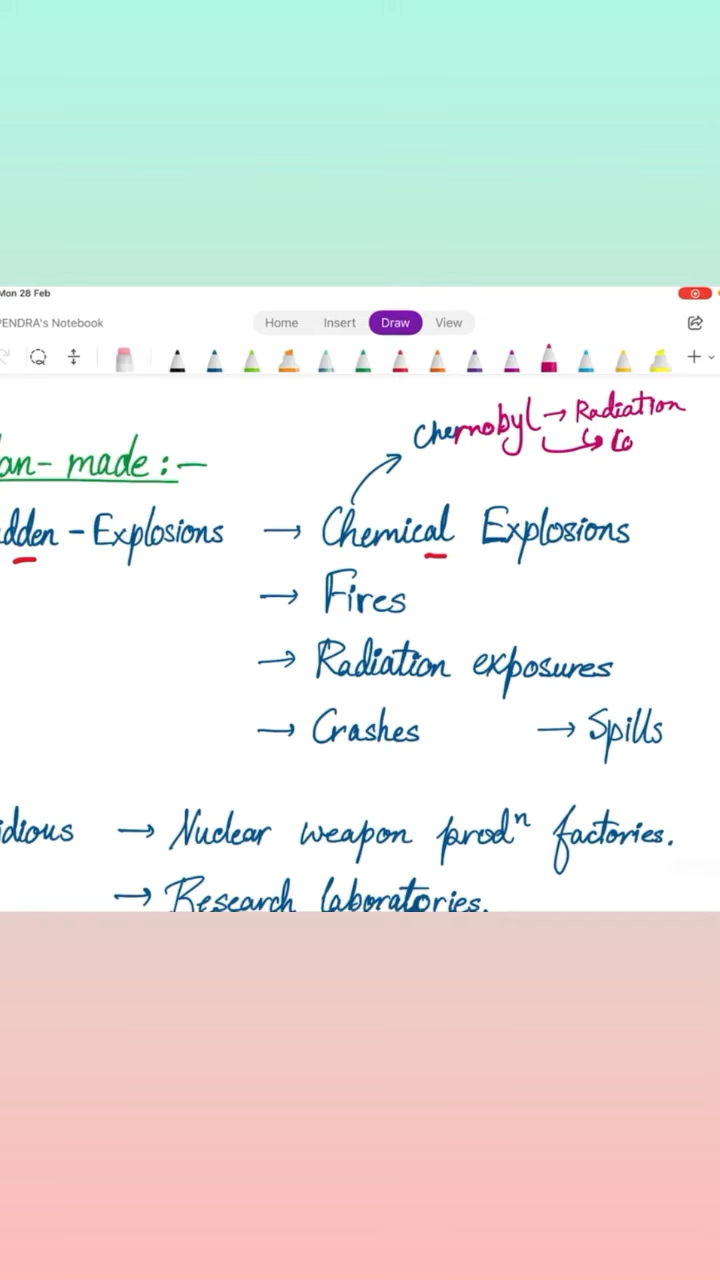 Mon 28 Feb
PENDRA's Notebook
Home Insert Draw View
Chernobyl → Radiation
an- made:-
dden - Explosions → Chemical Explosions
→ Fires
→ Radiation exposures
→ Crashes → Spills
idious → Nuclear weapon prodⁿ factories.
→ Research laboratories.